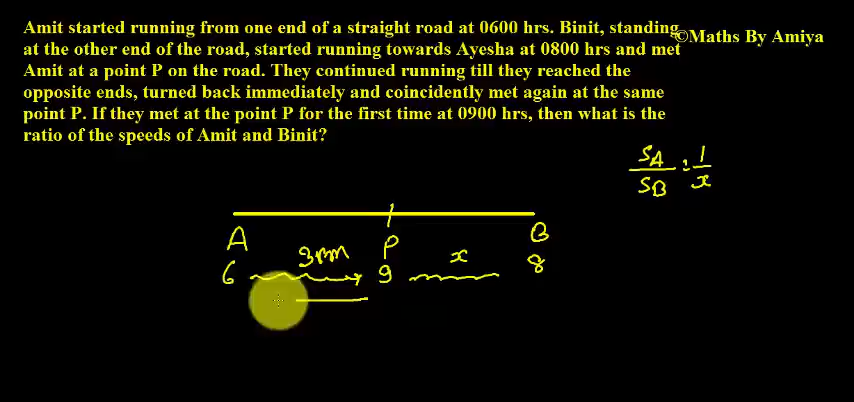 Amit started running from one end of a straight road at 0600 hrs. Binit, standing
©Maths By Amiya
at the other end of the road, started running towards Ayesha at 0800 hrs and met
Amit at a point P on the road. They continued running till they reached the
opposite ends, turned back immediately and coincidently met again at the same
point P. If they met at the point P for the first time at 0900 hrs, then what is the
ratio of the speeds of Amit and Binit?
SA/SB : 1/x
A P B
3 x
6 9 8